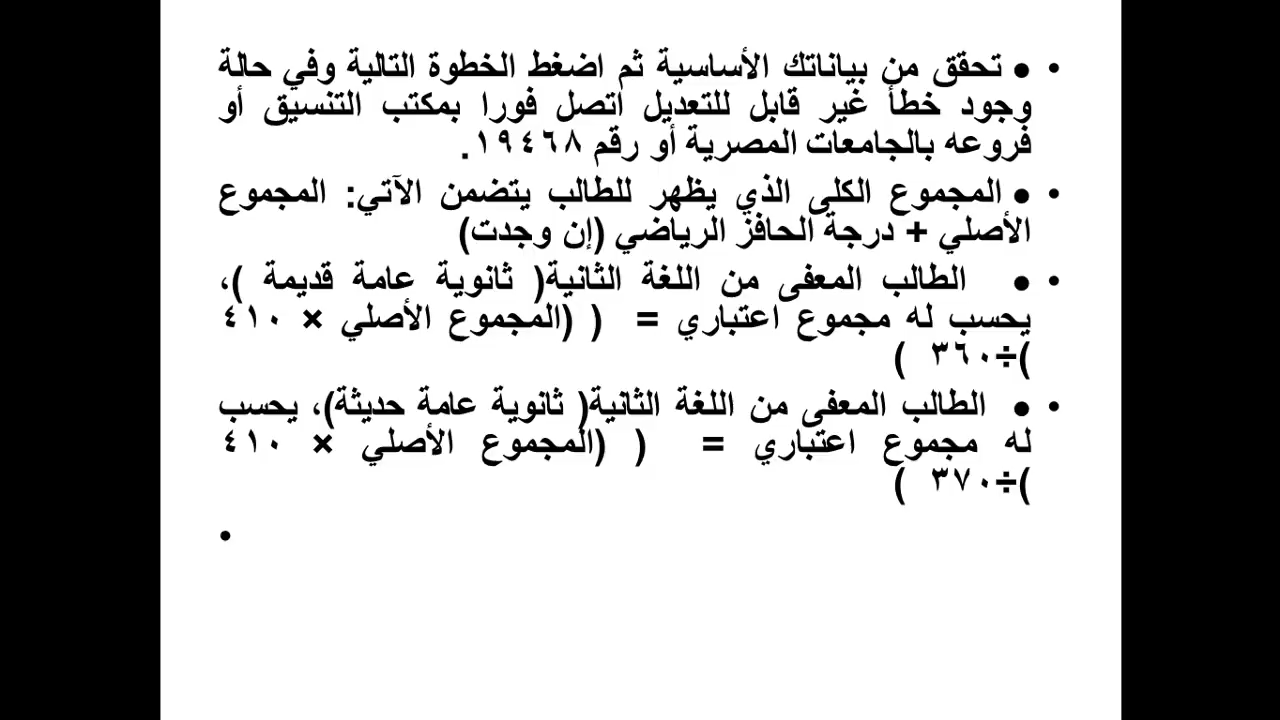 • ● تحقق من بياناتك الأساسية ثم اضغط الخطوة التالية وفي حالة
وجود خطأ غير قابل للتعديل اتصل فورا بمكتب التنسيق أو
فروعه بالجامعات المصرية أو رقم ١٩٤٦٨.
• ● المجموع الكلى الذي يظهر للطالب يتضمن الآتي: المجموع
الأصلي + درجة الحافز الرياضي (إن وجدت)
• ● الطالب المعفى من اللغة الثانية( ثانوية عامة قديمة )،
يحسب له مجموع اعتباري = ( (المجموع الأصلي × ٤١٠
)÷٣٦٠ )
• ● الطالب المعفى من اللغة الثانية( ثانوية عامة حديثة)، يحسب
له مجموع اعتباري = ( (المجموع الأصلي × ٤١٠
)÷٣٧٠ )
•